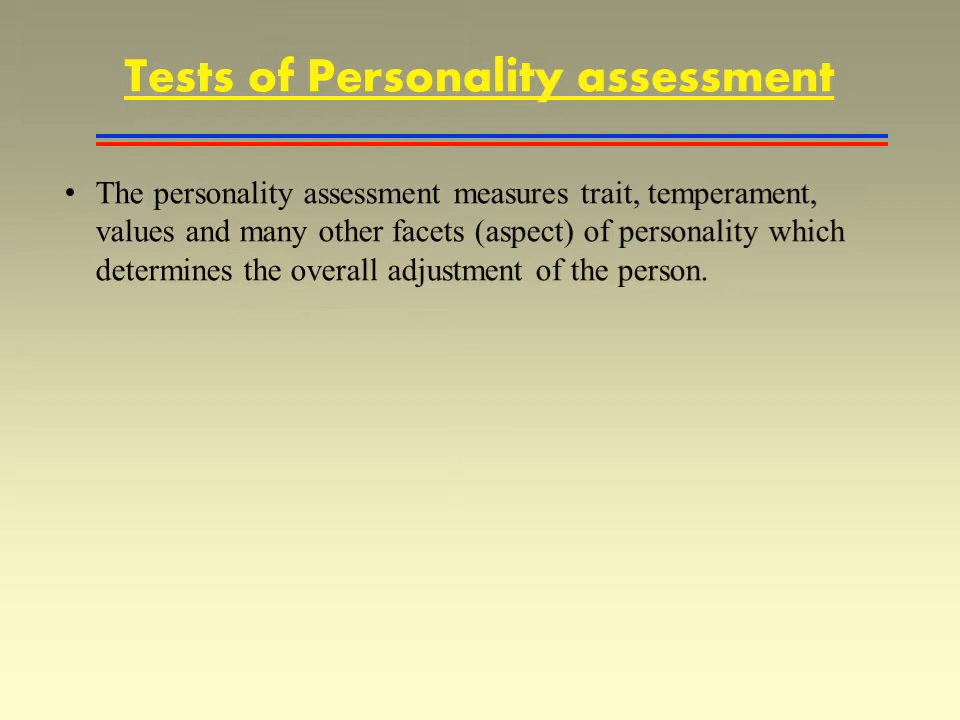 Tests of Personality assessment
• The personality assessment measures trait, temperament,
values and many other facets (aspect) of personality which
determines the overall adjustment of the person.